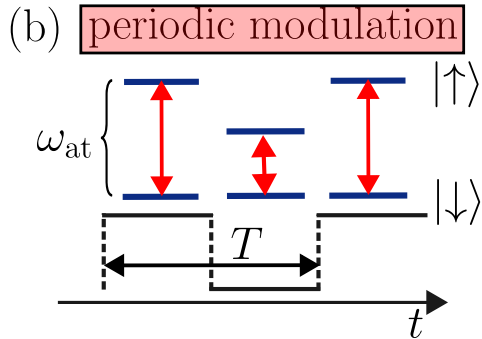 (b) periodic modulation
|↑⟩
ω_at
|↓⟩
T
t